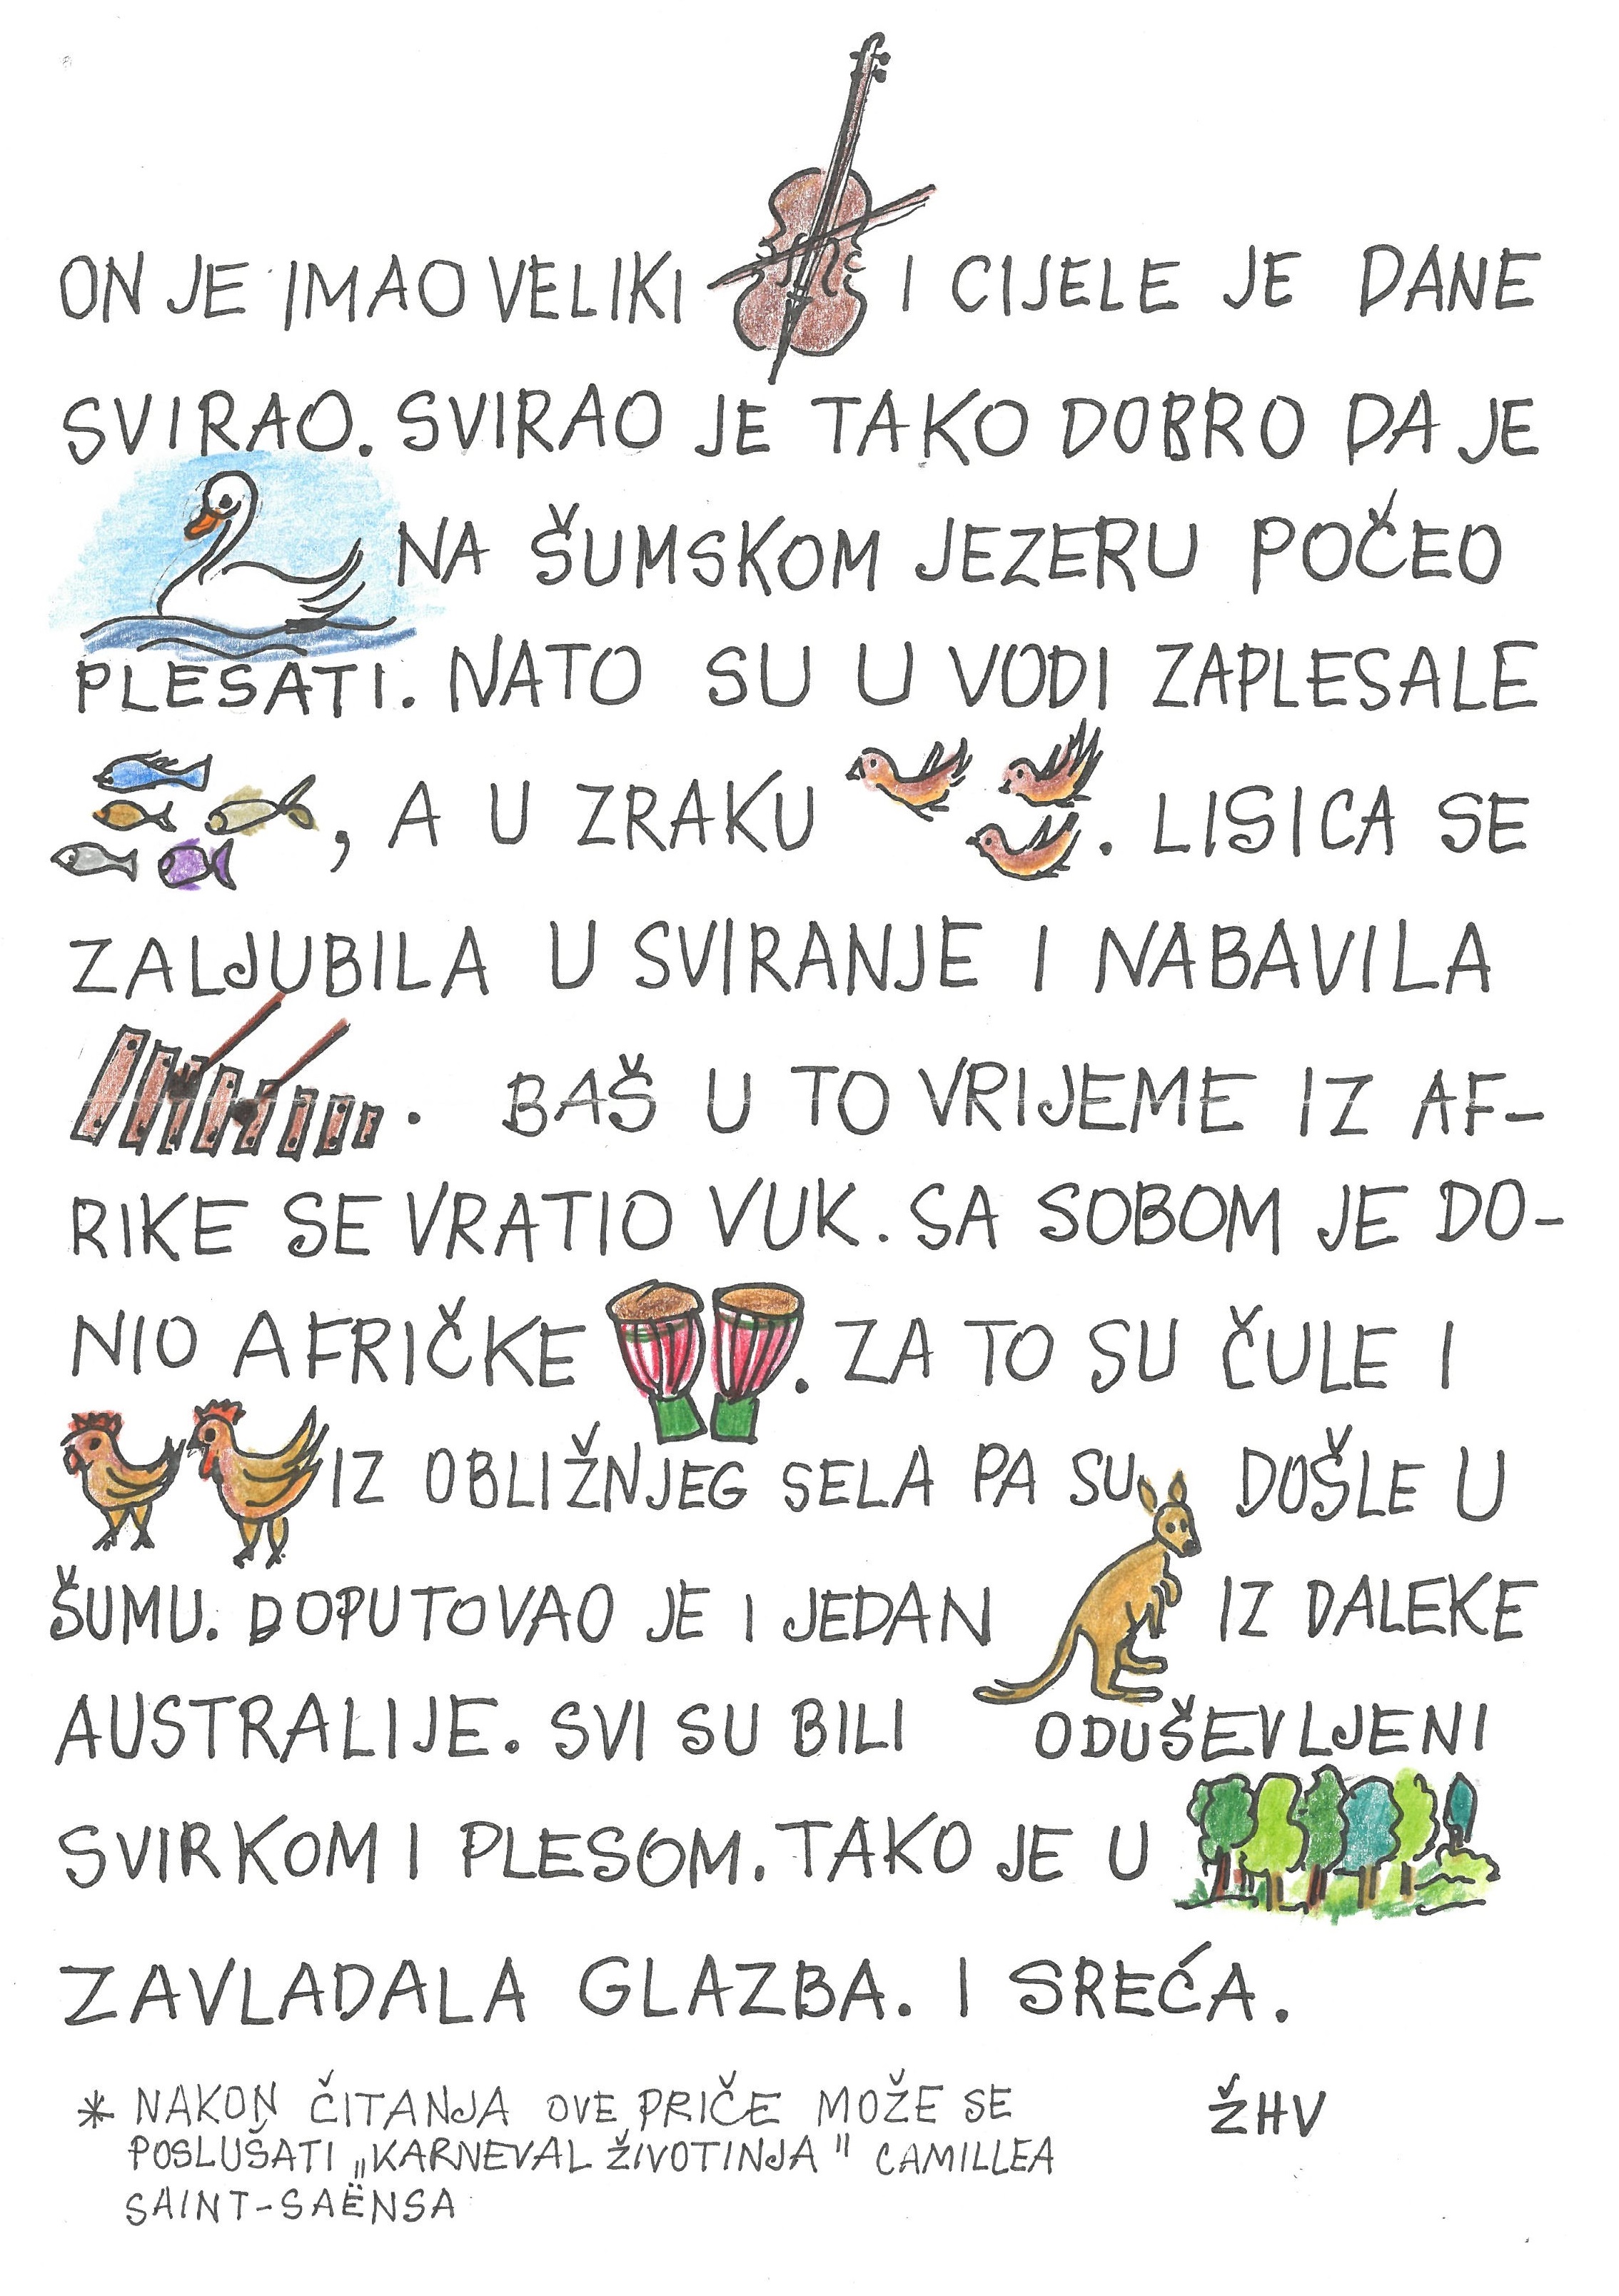 ON JE IMAO VELIKI I CIJELE JE DANE
SVIRAO. SVIRAO JE TAKO DOBRO DA JE
NA ŠUMSKOM JEZERU POČEO
PLESATI. NATO SU U VODI ZAPLESALE
, A U ZRAKU . LISICA SE
ZALJUBILA U SVIRANJE I NABAVILA
. BAŠ U TO VRIJEME IZ AF-
RIKE SE VRATIO VUK. SA SOBOM JE DO-
NIO AFRIČKE . ZA TO SU ČULE I
IZ OBLIŽNJEG SELA PA SU DOŠLE U
ŠUMU. DOPUTOVAO JE I JEDAN IZ DALEKE
AUSTRALIJE. SVI SU BILI ODUŠEVLJENI
SVIRKOM I PLESOM. TAKO JE U
ZAVLADALA GLAZBA. I SREĆA.
* NAKON ČITANJA OVE PRIČE MOŽE SE
POSLUŠATI „KARNEVAL ŽIVOTINJA" CAMILLEA
SAINT-SAËNSA
ŽHV